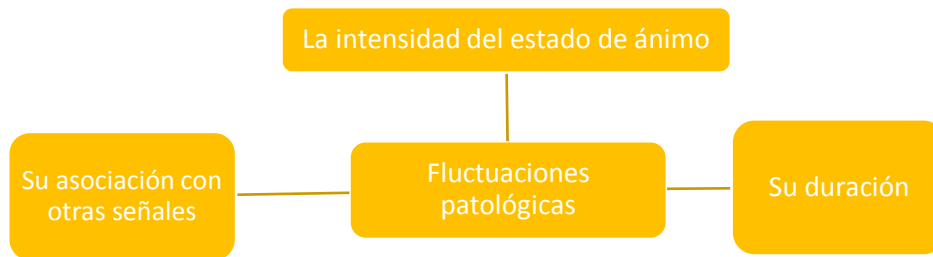 La intensidad del estado de ánimo
Su asociación con
otras señales
Fluctuaciones
patológicas
Su duración